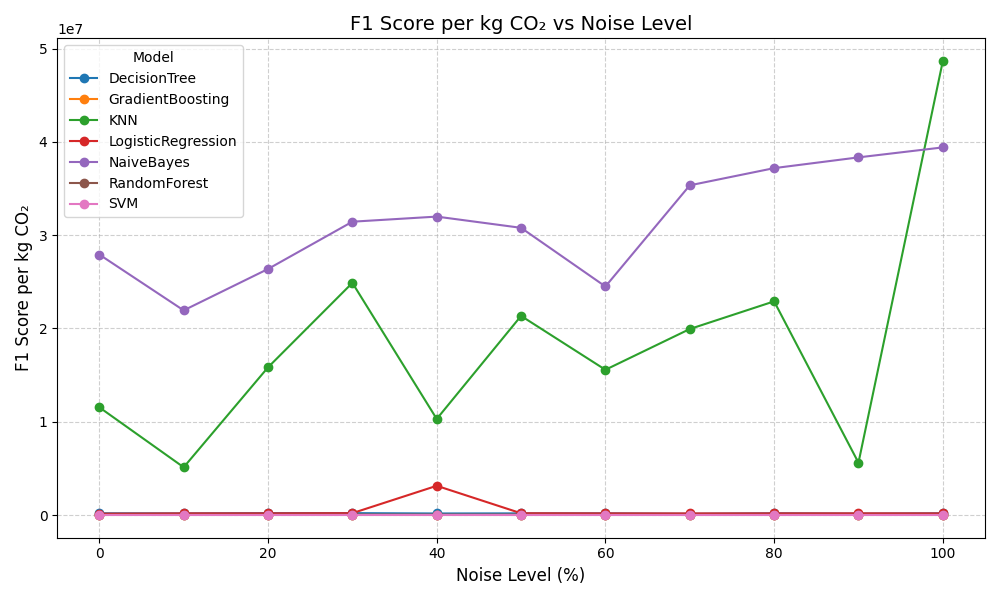 F1 Score per kg CO₂ vs Noise Level
1e7
5
4
3
2
1
0
F1 Score per kg CO₂
Model
DecisionTree
GradientBoosting
KNN
LogisticRegression
NaiveBayes
RandomForest
SVM
0 20 40 60 80 100
Noise Level (%)